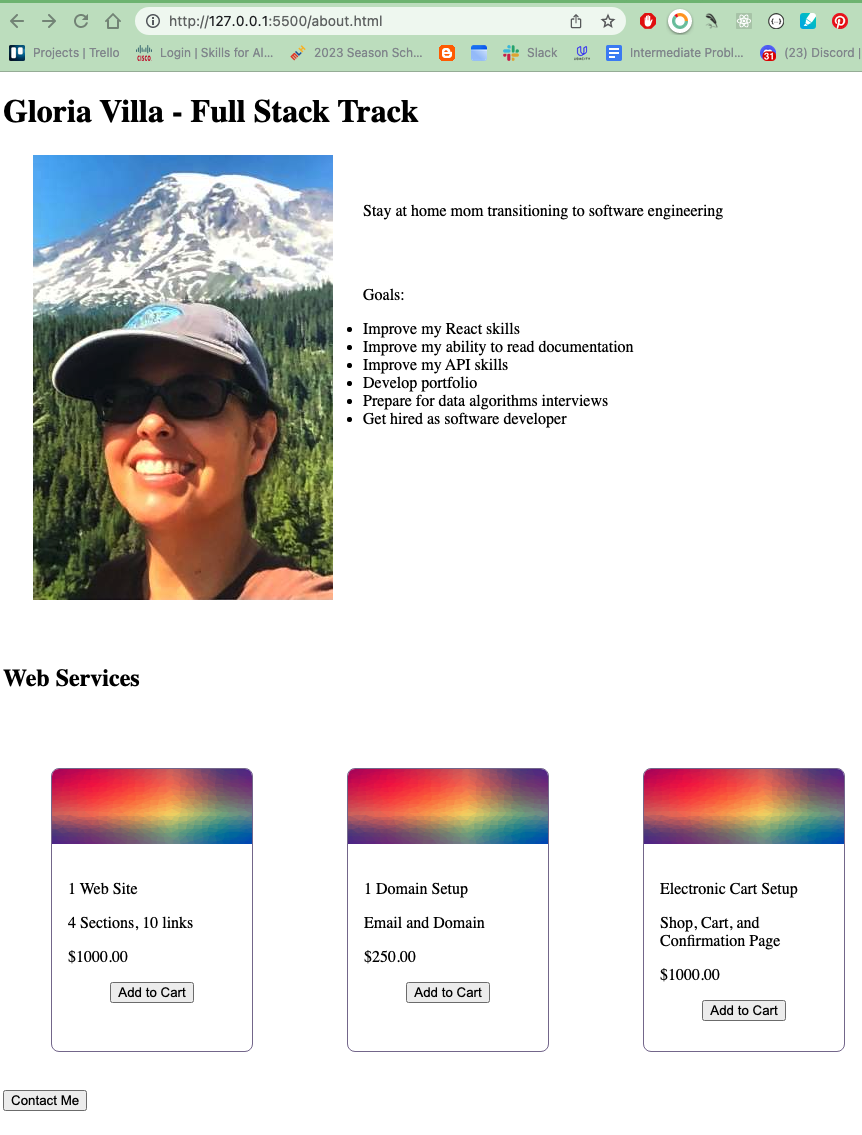 http://127.0.0.1:5500/about.html
Projects | Trello
Login | Skills for Al...
2023 Season Sch...
Slack
Intermediate Probl...
31
(23) Discord |
CISCO
Gloria Villa - Full Stack Track
Stay at home mom transitioning to software engineering
Goals:
Improve my React skills
Improve my ability to read documentation
Improve my API skills
Develop portfolio
Prepare for data algorithms interviews
Get hired as software developer
Web Services
1 Web Site
4 Sections, 10 links
$1000.00
Add to Cart
1 Domain Setup
Email and Domain
$250.00
Add to Cart
Electronic Cart Setup
Shop, Cart, and
Confirmation Page
$1000.00
Add to Cart
Contact Me